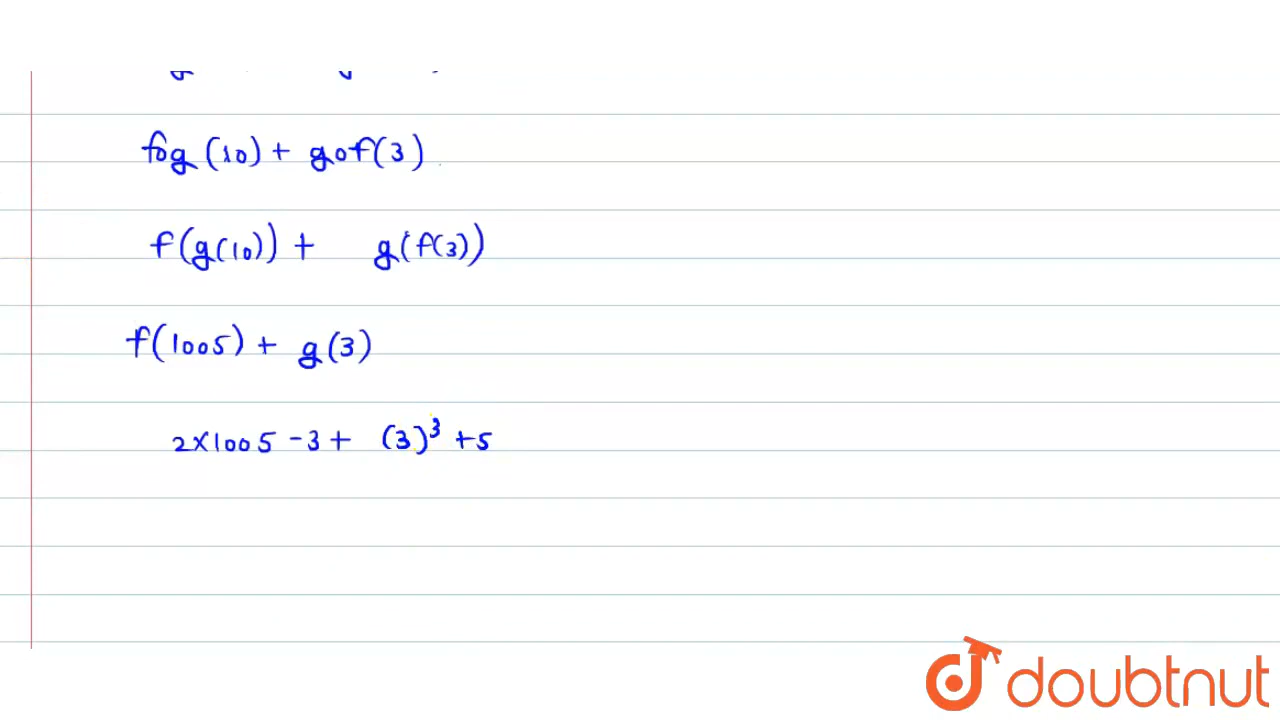 fog (10) + gof(3)
f(g(10)) + g(f(3))
f(1005) + g(3)
2×1005 -3 + (3)³ +5
doubtnut